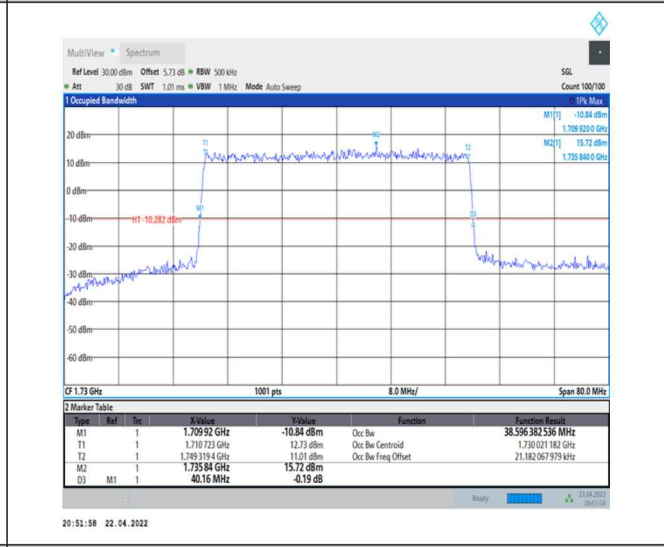 MultiView Spectrum
Ref Level 30.00 dBm Offset 5.73 dB RBW 500 kHz SGL
Att 30 dB SWT 1.01 ms VBW 1 MHz Mode Auto Sweep Count 100/100
1 Occupied Bandwidth 1Pk Max
M1[1] -10.84 dBm
1.709 920 0 GHz
M2[1] 15.72 dBm
1.735 840 0 GHz
20 dBm
T1 M2 T2
10 dBm
0 dBm
M1
-10 dBm H1 -10.282 dBm D3
-20 dBm
-30 dBm
-40 dBm
-50 dBm
-60 dBm
CF 1.73 GHz 1001 pts 8.0 MHz/ Span 80.0 MHz
2 Marker Table
Type Ref Trc X-Value Y-Value Function Function Result
M1 1 1.709 92 GHz -10.84 dBm Occ Bw 38.596 382 536 MHz
T1 1 1.710 723 GHz 12.73 dBm Occ Bw Centroid 1.730 021 182 GHz
T2 1 1.749 319 4 GHz 11.01 dBm Occ Bw Freq Offset 21.182 067 979 kHz
M2 1 1.735 84 GHz 15.72 dBm
D3 M1 1 40.16 MHz -0.19 dB
Ready 22.04.2022
20:51:58
20:51:58 22.04.2022